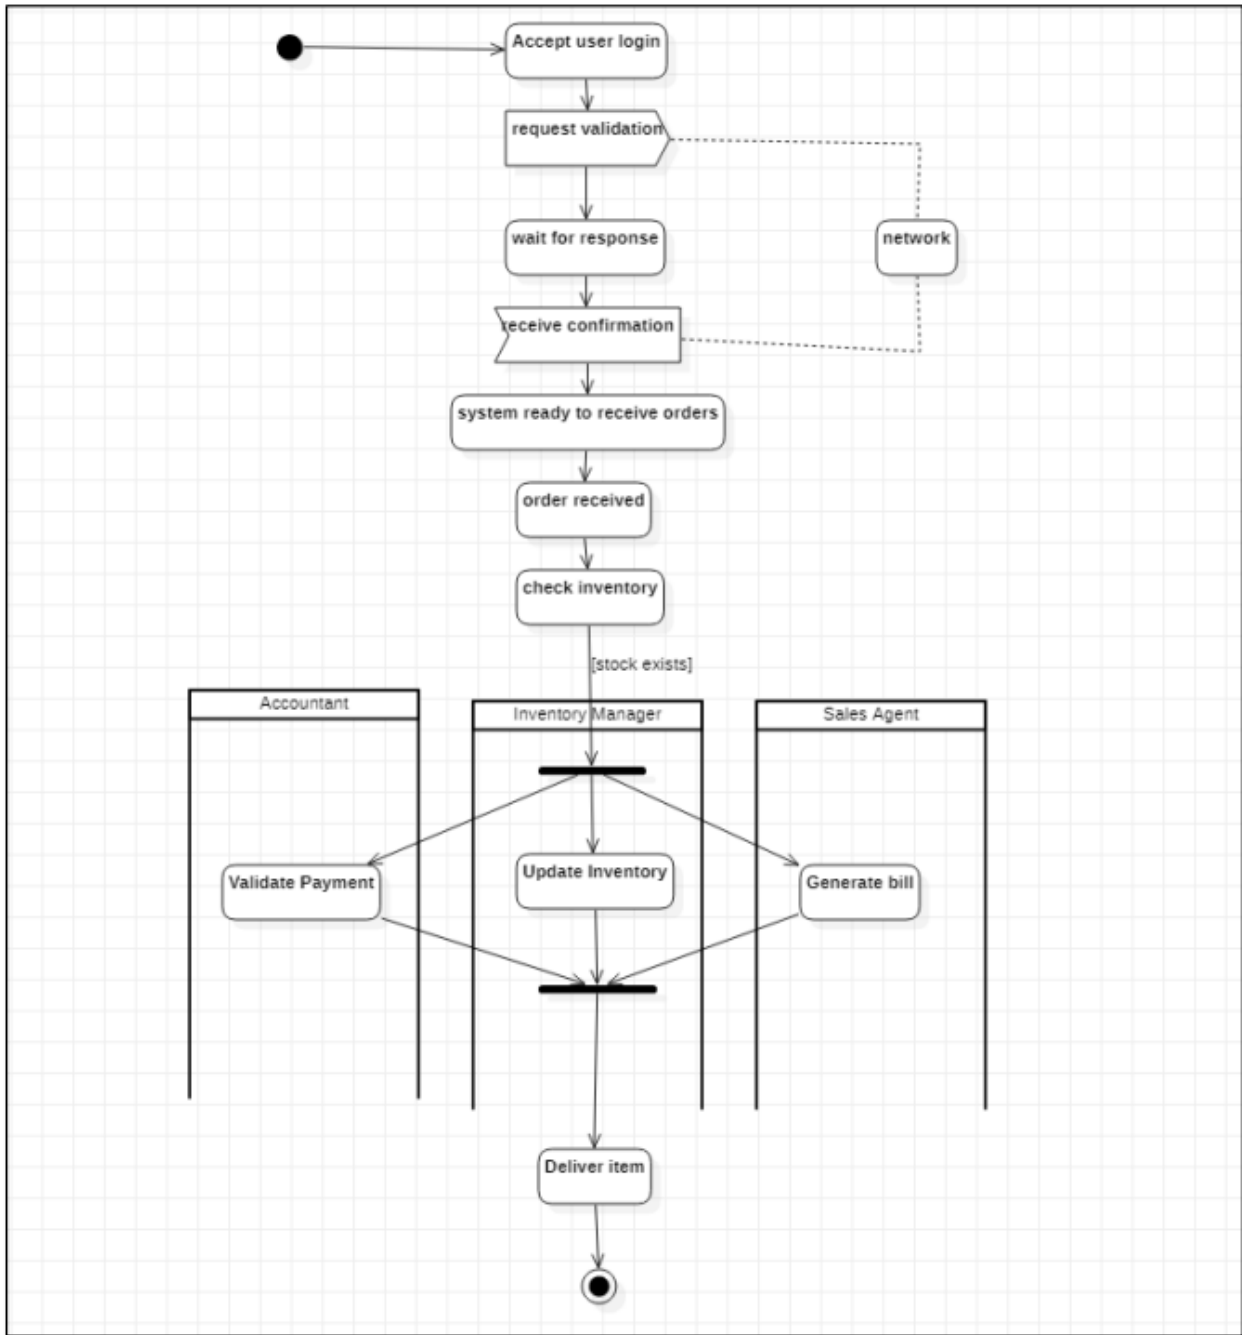 Accept user login
request validation
wait for response
network
receive confirmation
system ready to receive orders
order received
check inventory
[stock exists]
Accountant
Inventory Manager
Sales Agent
Validate Payment
Update Inventory
Generate bill
Deliver item